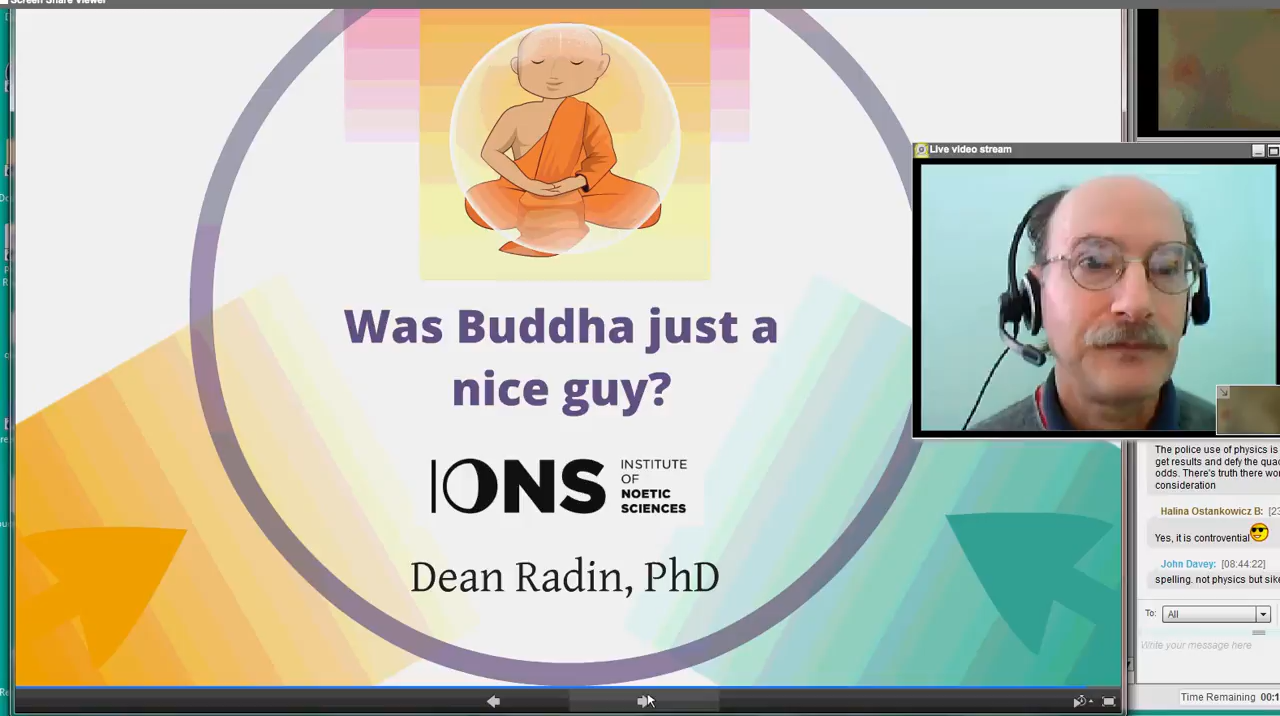 Screen Share Viewer
Live video stream
Was Buddha just a
nice guy?
IONS
INSTITUTE
OF
NOETIC
SCIENCES
Dean Radin, PhD
The police use of physics is
get results and defy the
odds. There's truth there
consideration
Halina Ostankowicz B:
Yes, it is controvential
John Davey: [08:44:22]
spelling. not physics but
To: All
Write your message here
Time Remaining